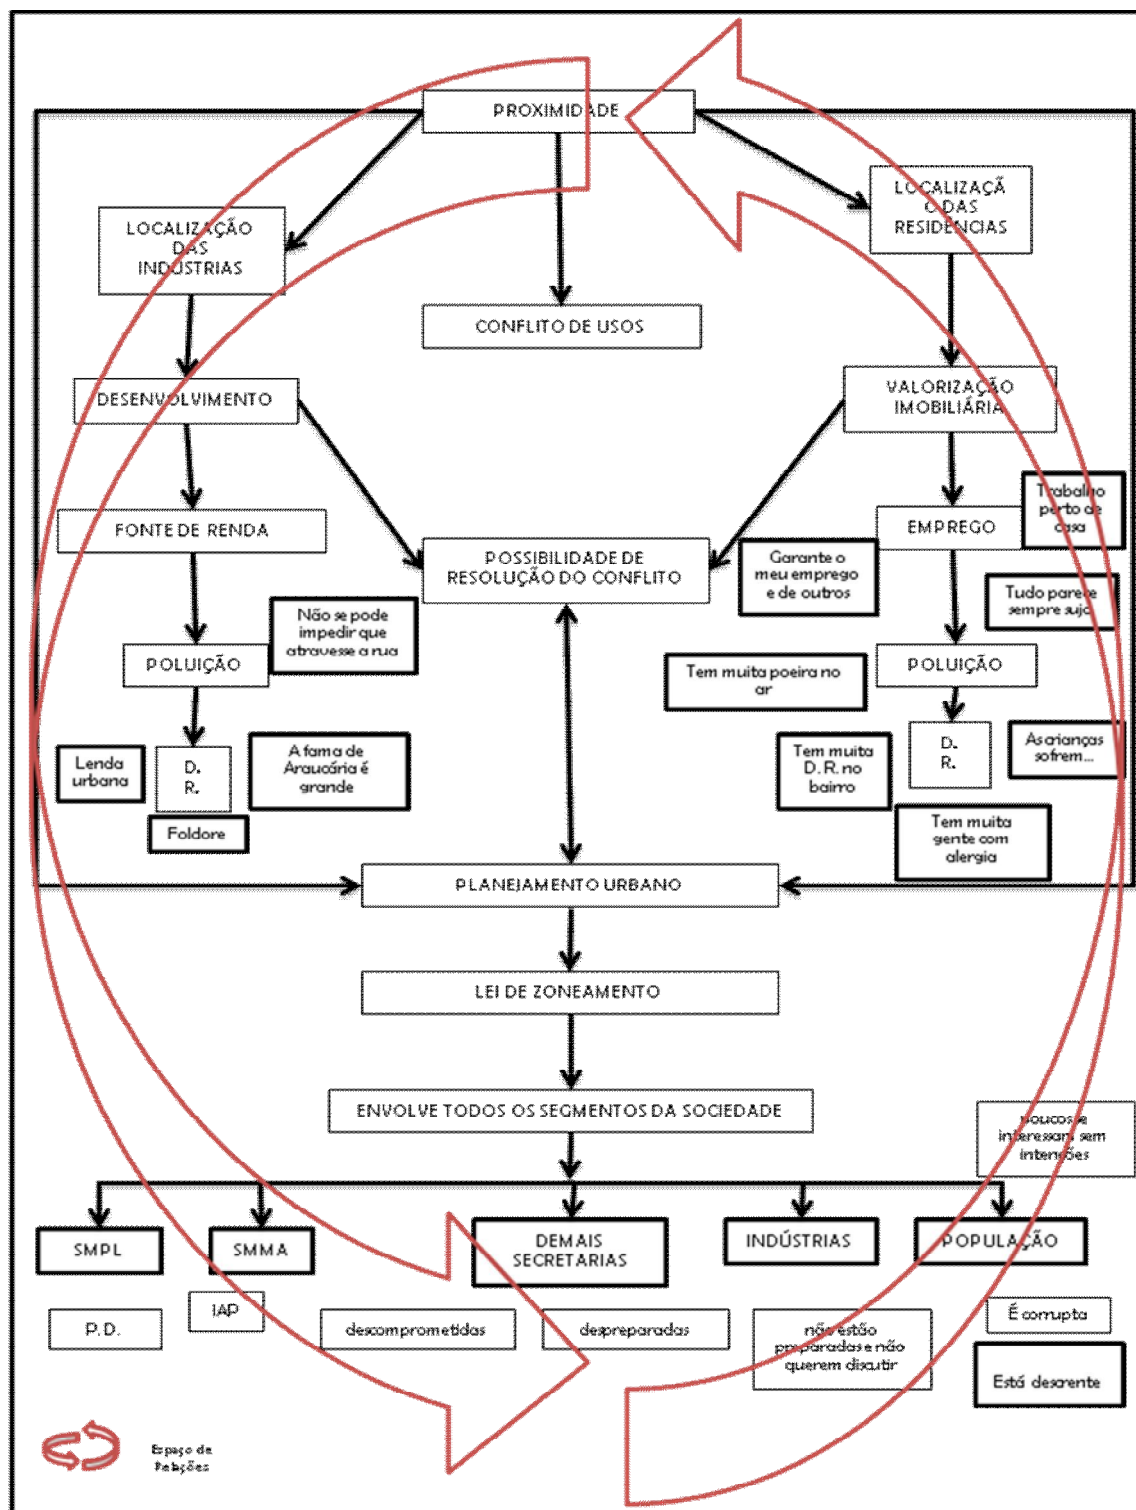 PROXIMIDADE
LOCALIZAÇÃ
O DAS
RESIDÊNCIAS
LOCALIZAÇÃO
DAS
INDÚSTRIAS
CONFLITO DE USOS
DESENVOLVIMENTO
VALORIZAÇÃO
IMOBILIÁRIA
FONTE DE RENDA
EMPREGO
Trabalho
perto de
casa
POSSIBILIDADE DE
RESOLUÇÃO DO CONFLITO
Garante o
meu emprego
e de outros
Tudo parece
sempre sujo
Não se pode
impedir que
atravesse a rua
POLUIÇÃO
Tem muita poeira no
ar
POLUIÇÃO
Lenda
urbana
D.
R.
A fama de
Araucária é
grande
Tem muita
D. R. no
bairro
D.
R.
As crianças
sofrem...
Foldore
Tem muita
gente com
alergia
PLANEJAMENTO URBANO
LEI DE ZONEAMENTO
ENVOLVE TODOS OS SEGMENTOS DA SOCIEDADE
Poucos se
interessam sem
intenções
SMPL
SMMA
DEMAIS
SECRETARIAS
INDÚSTRIAS
POPULAÇÃO
P. D.
IAP
descomprometidas
despreparadas
não estão
preparadas e não
querem discutir
É corrupta
Está descrente
Espaço de
Relações